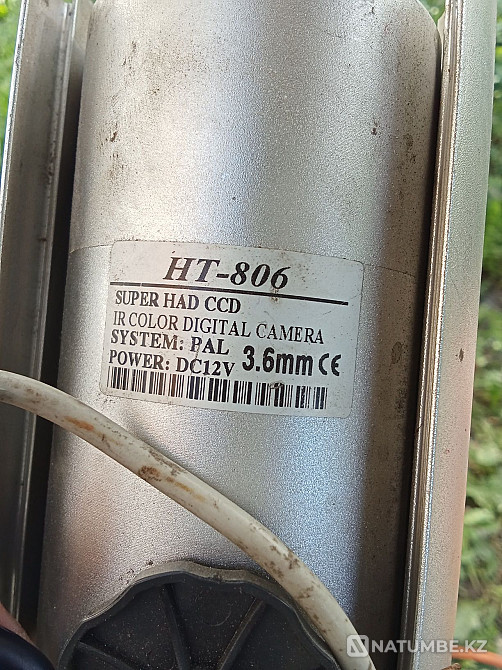 HT-806
SUPER HAD CCD
IR COLOR DIGITAL CAMERA
SYSTEM: PAL
POWER: DC12V 3.6mm CE
NATUMBE.KZ